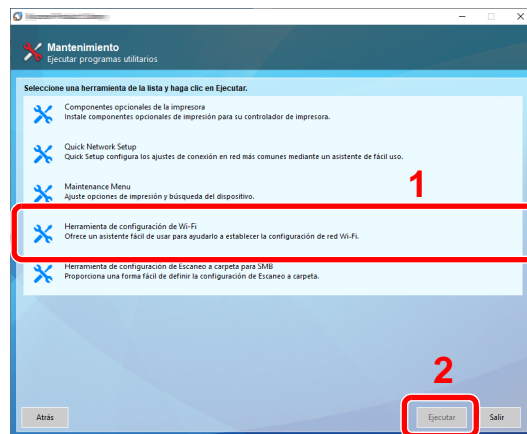 Mantenimiento
Ejecutar programas utilitarios
Seleccione una herramienta de la lista y haga clic en Ejecutar.
Componentes opcionales de la impresora
Instale componentes opcionales de impresión para su controlador de impresora.
Quick Network Setup
Quick Setup configura los ajustes de conexión en red más comunes mediante un asistente de fácil uso.
Maintenance Menu
Ajuste opciones de impresión y búsqueda del dispositivo.
1
Herramienta de configuración de Wi-Fi
Ofrece un asistente fácil de usar para ayudarlo a establecer la configuración de red Wi-Fi.
Herramienta de configuración de Escaneo a carpeta para SMB
Proporciona una forma fácil de definir la configuración de Escaneo a carpeta.
2
Atrás
Ejecutar
Salir